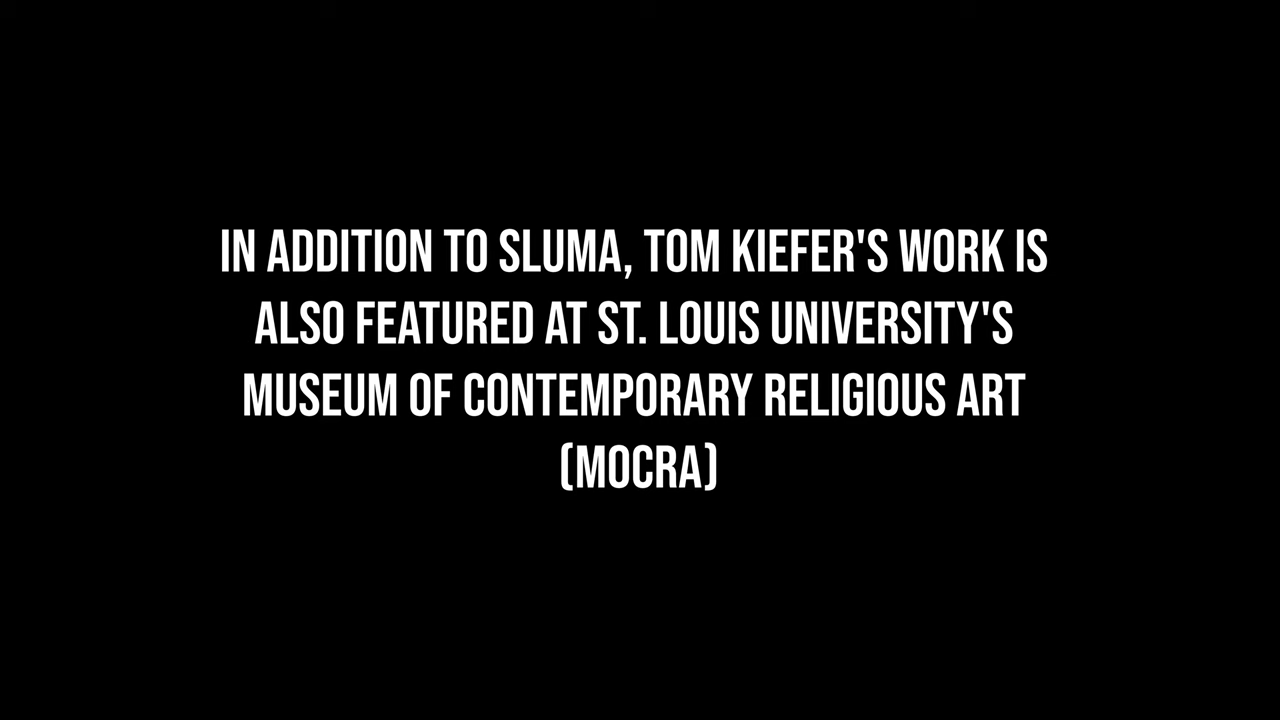 IN ADDITION TO SLUMA, TOM KIEFER'S WORK IS
ALSO FEATURED AT ST. LOUIS UNIVERSITY'S
MUSEUM OF CONTEMPORARY RELIGIOUS ART
(MOCRA)